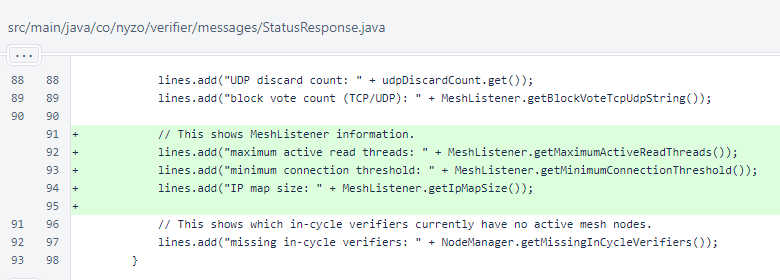 src/main/java/co/nyzo/verifier/messages/StatusResponse.java
...
88 88 lines.add("UDP discard count: " + udpDiscardCount.get());
89 89 lines.add("block vote count (TCP/UDP): " + MeshListener.getBlockVoteTcpUdpString());
90 90
91 + // This shows MeshListener information.
92 + lines.add("maximum active read threads: " + MeshListener.getMaximumActiveReadThreads());
93 + lines.add("minimum connection threshold: " + MeshListener.getMinimumConnectionThreshold());
94 + lines.add("IP map size: " + MeshListener.getIpMapSize());
95 +
91 96 // This shows which in-cycle verifiers currently have no active mesh nodes.
92 97 lines.add("missing in-cycle verifiers: " + NodeManager.getMissingInCycleVerifiers());
93 98 }